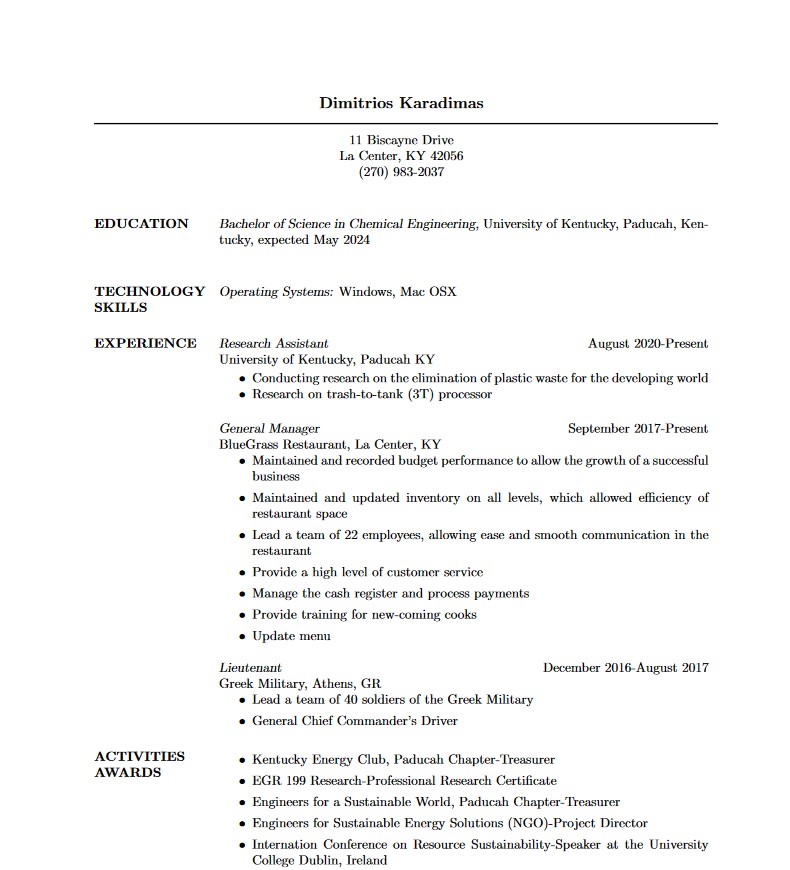 Dimitrios Karadimas
11 Biscayne Drive
La Center, KY 42056
(270) 983-2037
EDUCATION
Bachelor of Science in Chemical Engineering, University of Kentucky, Paducah, Ken-
tucky, expected May 2024
TECHNOLOGY
SKILLS
Operating Systems: Windows, Mac OSX
EXPERIENCE
Research Assistant August 2020-Present
University of Kentucky, Paducah KY
• Conducting research on the elimination of plastic waste for the developing world
• Research on trash-to-tank (3T) processor
General Manager September 2017-Present
BlueGrass Restaurant, La Center, KY
• Maintained and recorded budget performance to allow the growth of a successful
business
• Maintained and updated inventory on all levels, which allowed efficiency of
restaurant space
• Lead a team of 22 employees, allowing ease and smooth communication in the
restaurant
• Provide a high level of customer service
• Manage the cash register and process payments
• Provide training for new-coming cooks
• Update menu
Lieutenant December 2016-August 2017
Greek Military, Athens, GR
• Lead a team of 40 soldiers of the Greek Military
• General Chief Commander's Driver
ACTIVITIES
AWARDS
• Kentucky Energy Club, Paducah Chapter-Treasurer
• EGR 199 Research-Professional Research Certificate
• Engineers for a Sustainable World, Paducah Chapter-Treasurer
• Engineers for Sustainable Energy Solutions (NGO)-Project Director
• Internation Conference on Resource Sustainability-Speaker at the University
College Dublin, Ireland